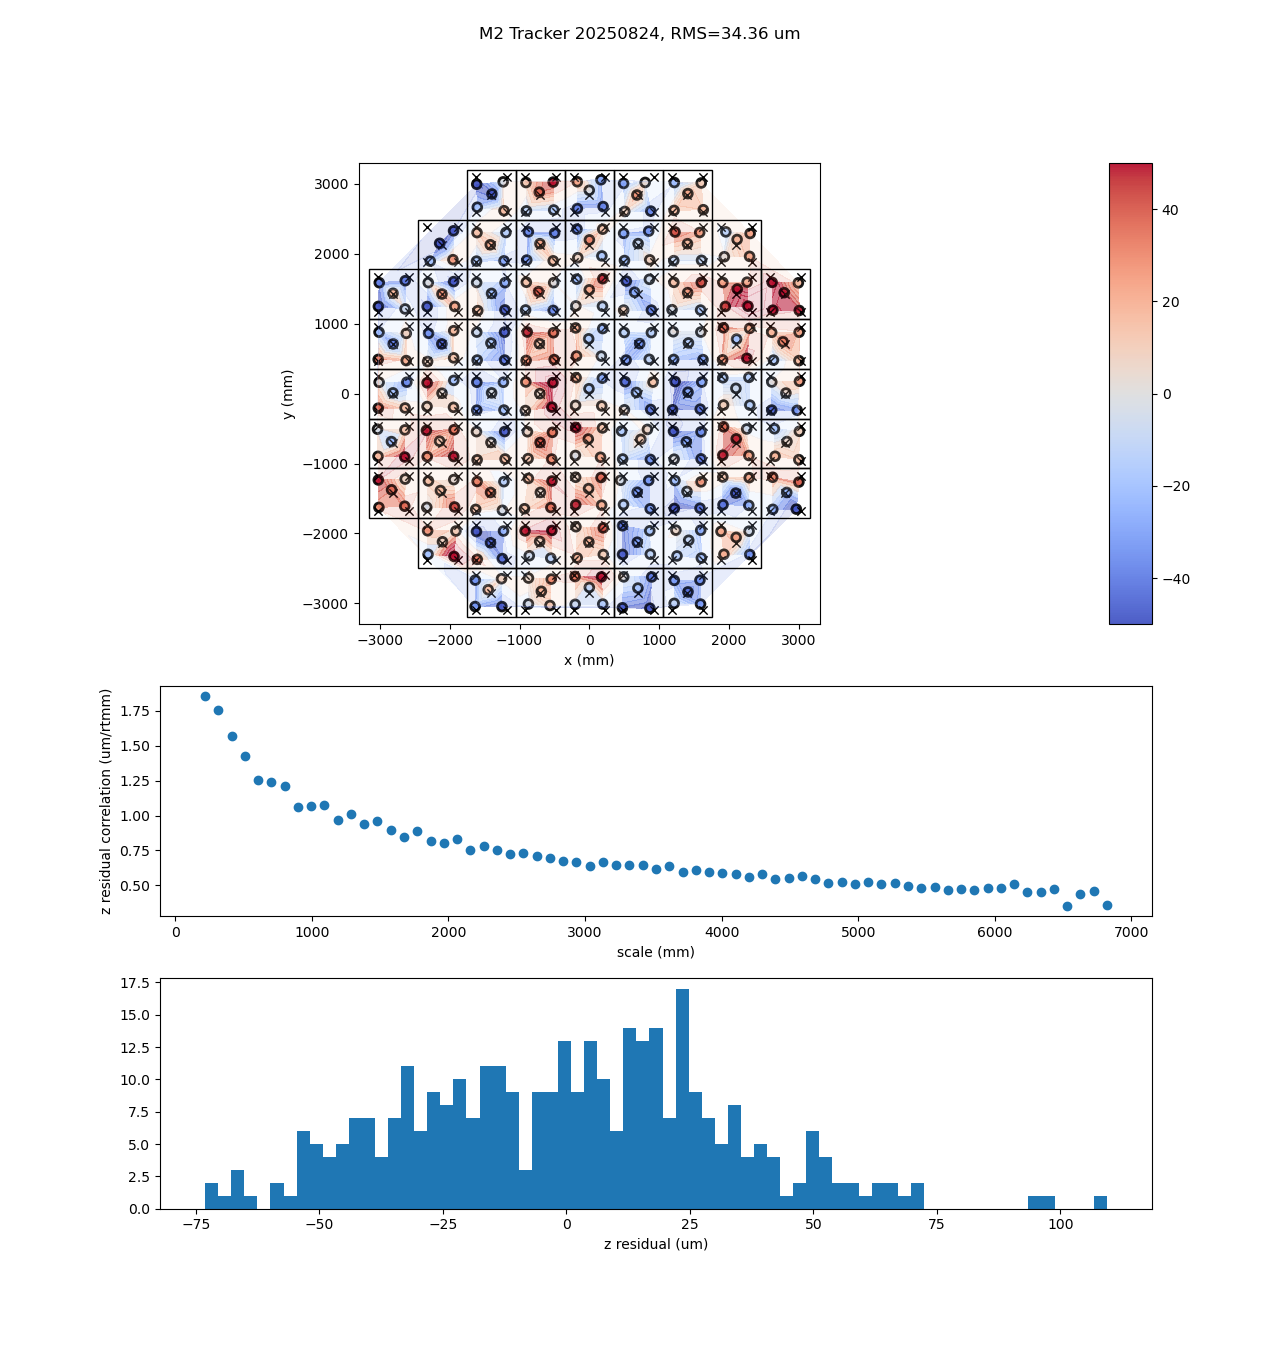 M2 Tracker 20250824, RMS=34.36 um
3000
2000
1000
0
−1000
−2000
−3000
y (mm)
−3000 −2000 −1000 0 1000 2000 3000
x (mm)
40
20
0
−20
−40
1.75
1.50
1.25
1.00
0.75
0.50
z residual correlation (um/rtmm)
0 1000 2000 3000 4000 5000 6000 7000
scale (mm)
17.5
15.0
12.5
10.0
7.5
5.0
2.5
0.0
−75 −50 −25 0 25 50 75 100
z residual (um)